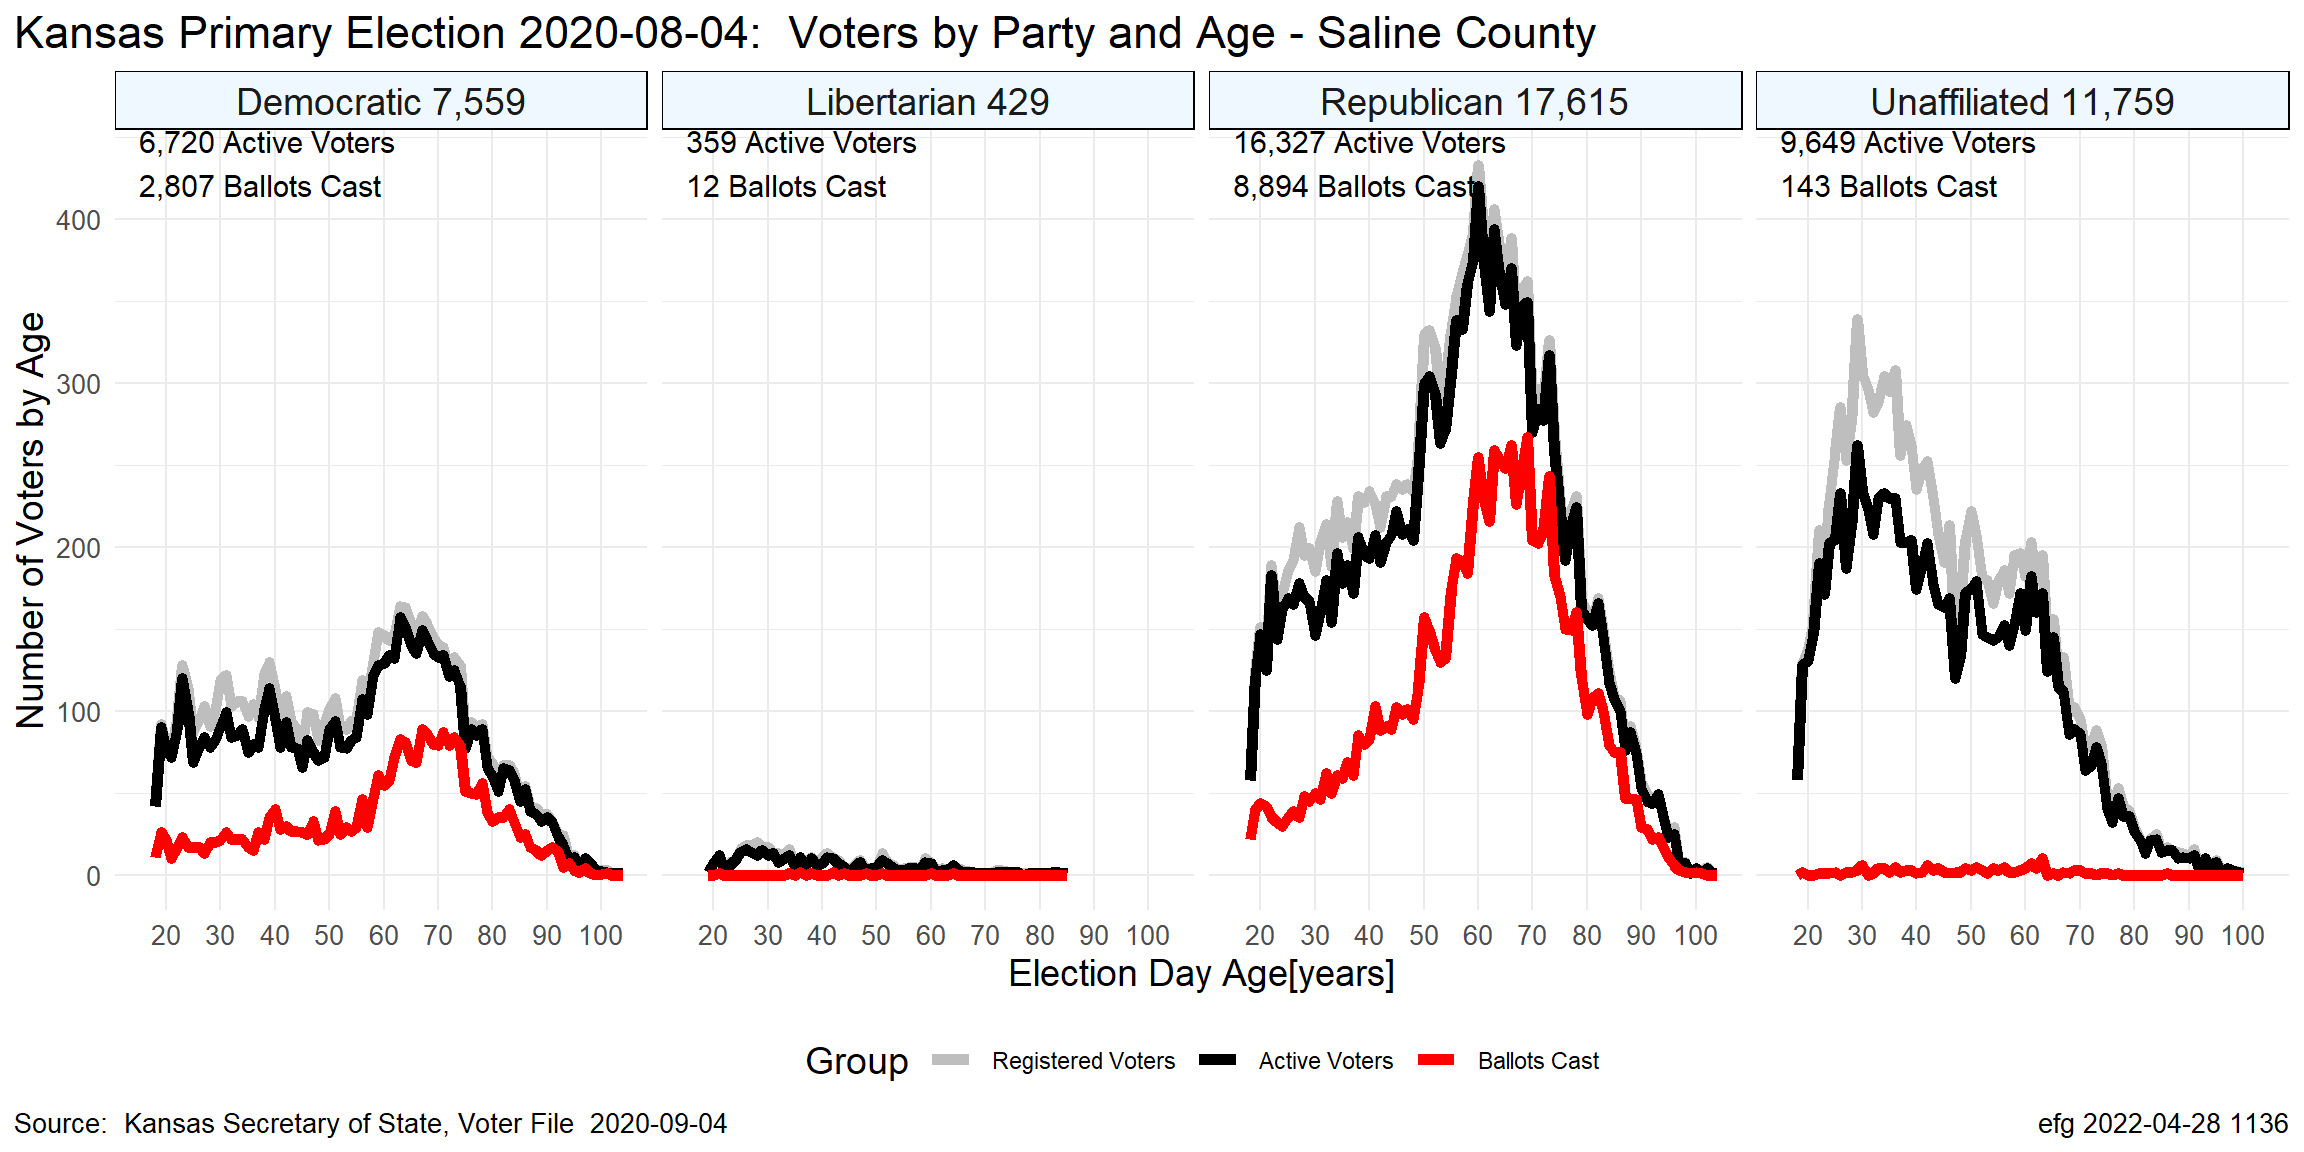 Kansas Primary Election 2020-08-04:  Voters by Party and Age - Saline County
Democratic 7,559
Libertarian 429
Republican 17,615
Unaffiliated 11,759
6,720 Active Voters
2,807 Ballots Cast
359 Active Voters
12 Ballots Cast
16,327 Active Voters
8,894 Ballots Cast
9,649 Active Voters
143 Ballots Cast
Number of Voters by Age
400
300
200
100
0
20 30 40 50 60 70 80 90 100
20 30 40 50 60 70 80 90 100
20 30 40 50 60 70 80 90 100
20 30 40 50 60 70 80 90 100
Election Day Age[years]
Group Registered Voters Active Voters Ballots Cast
Source:  Kansas Secretary of State, Voter File  2020-09-04
efg 2022-04-28 1136